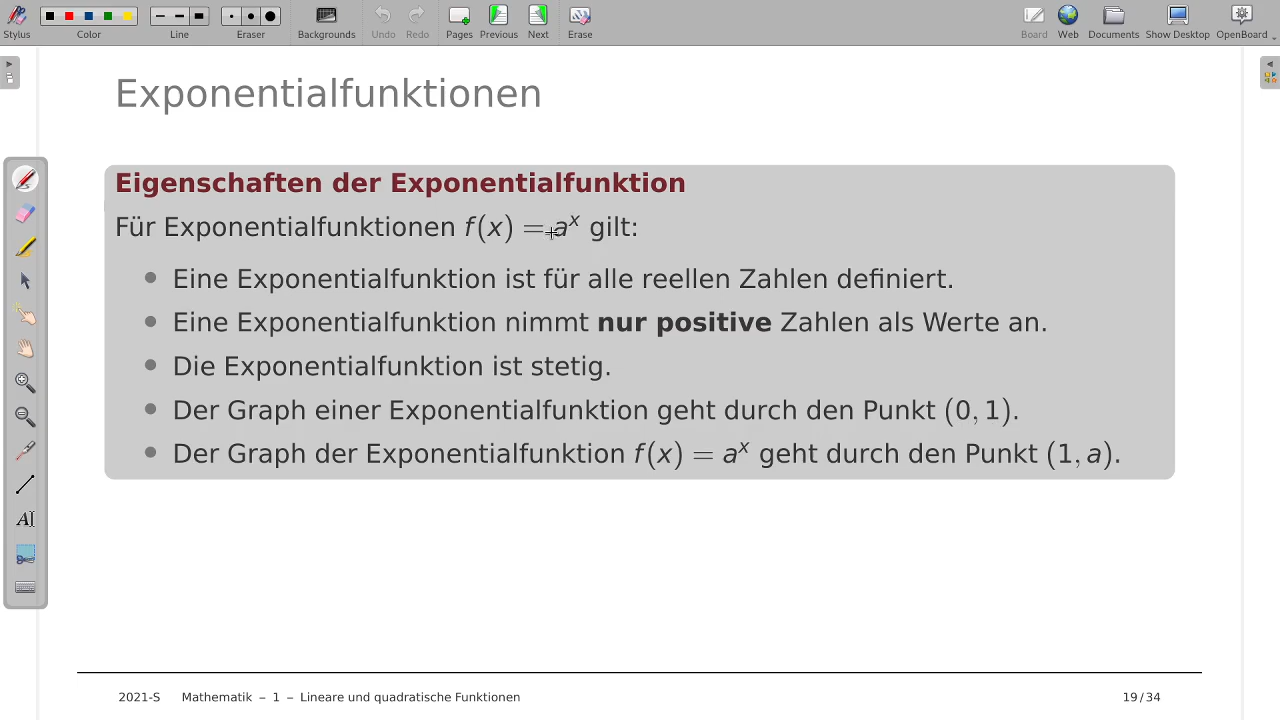 Stylus Color Line Eraser Backgrounds Undo Redo Pages Previous Next Erase Board Web Documents Show Desktop OpenBoard
Exponentialfunktionen
Eigenschaften der Exponentialfunktion
Für Exponentialfunktionen f(x) = aˣ gilt:
• Eine Exponentialfunktion ist für alle reellen Zahlen definiert.
• Eine Exponentialfunktion nimmt nur positive Zahlen als Werte an.
• Die Exponentialfunktion ist stetig.
• Der Graph einer Exponentialfunktion geht durch den Punkt (0, 1).
• Der Graph der Exponentialfunktion f(x) = aˣ geht durch den Punkt (1, a).
2021-S Mathematik – 1 – Lineare und quadratische Funktionen 19/34